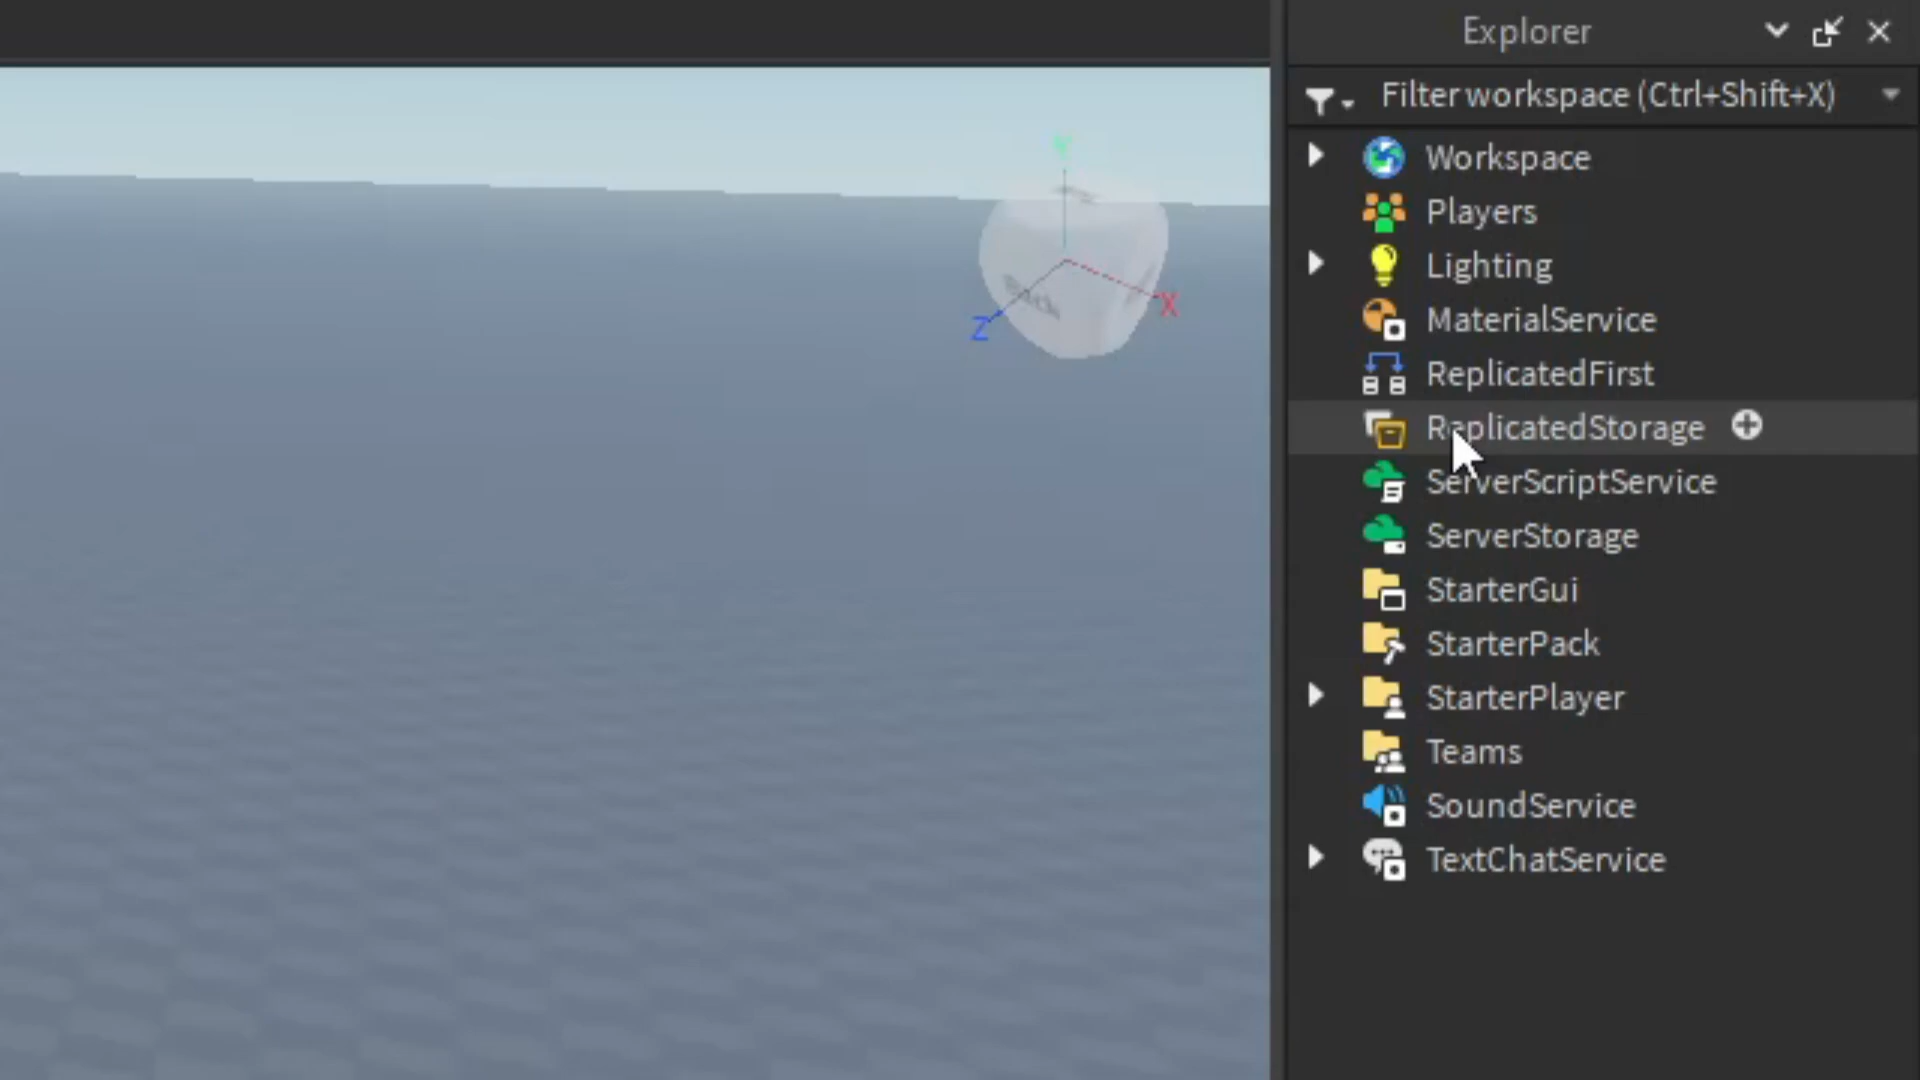 Explorer
Filter workspace (Ctrl+Shift+X)
Workspace
Players
Lighting
MaterialService
ReplicatedFirst
ReplicatedStorage
ServerScriptService
ServerStorage
StarterGui
StarterPack
StarterPlayer
Teams
SoundService
TextChatService
Y
X
Z
Back